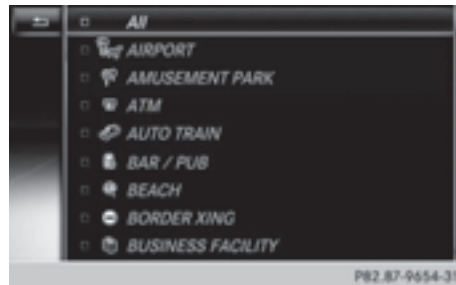 All
AIRPORT
AMUSEMENT PARK
ATM
AUTO TRAIN
BAR / PUB
BEACH
BORDER XING
BUSINESS FACILITY
P82.87-9654-31